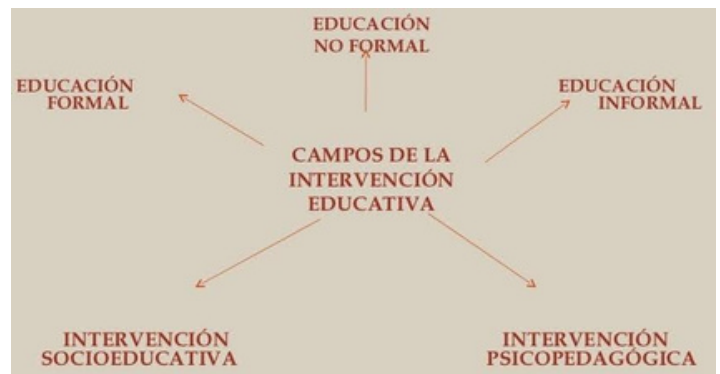 EDUCACIÓN
NO FORMAL
EDUCACIÓN
FORMAL
EDUCACIÓN
INFORMAL
CAMPOS DE LA
INTERVENCIÓN
EDUCATIVA
INTERVENCIÓN
SOCIOEDUCATIVA
INTERVENCIÓN
PSICOPEDAGÓGICA